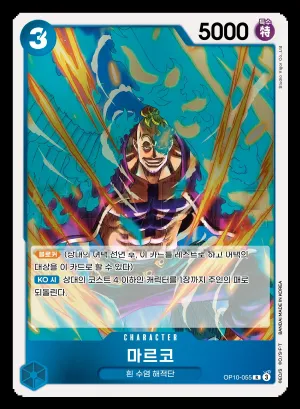 3
5000
특수
特
블로커 (상대의 어택 선언 후, 이 카드를 레스트로 하고 어택의
대상을 이 카드로 할 수 있다)
KO 시 상대의 코스트 4 이하의 캐릭터를 1장까지 주인의 패로
되돌린다.
CHARACTER
마르코
흰 수염 해적단
OP10-055 R 3
BANDAI MADE IN KOREA